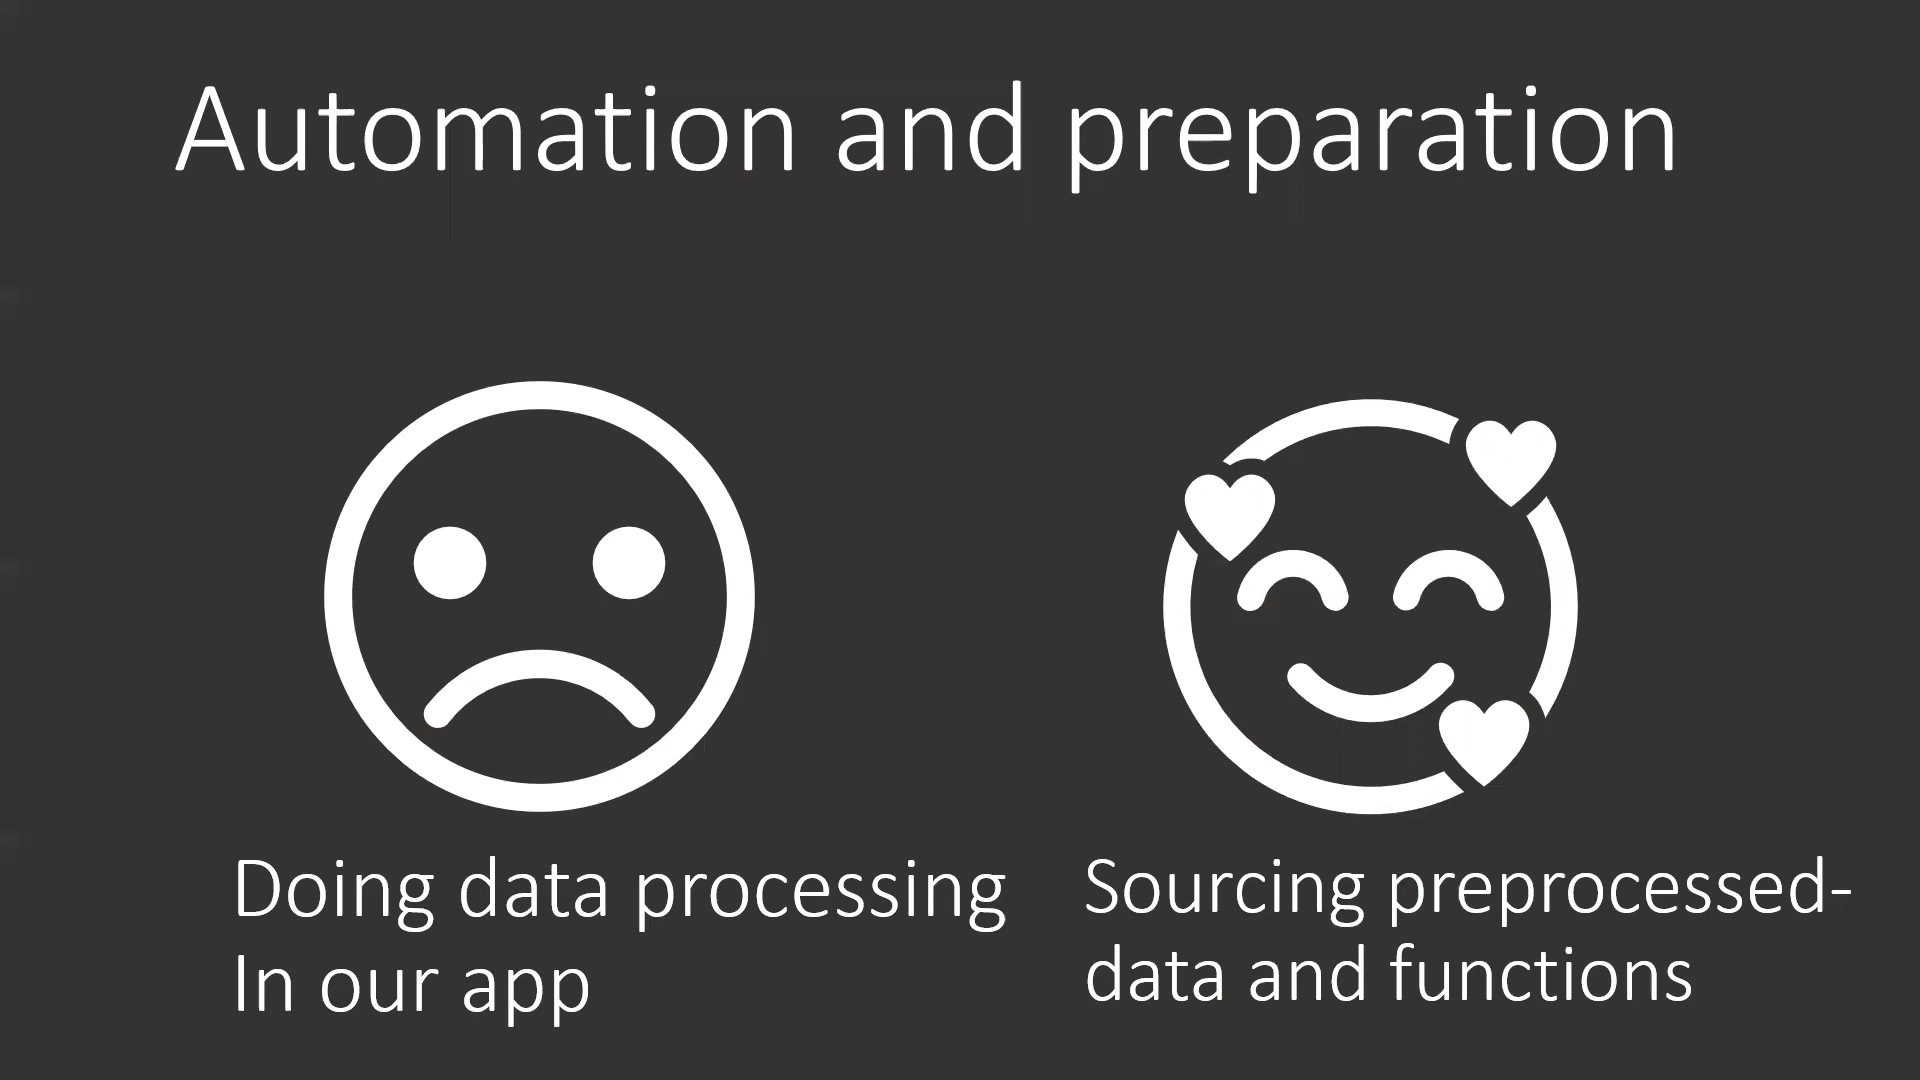 Automation and preparation
Doing data processing
In our app
Sourcing preprocessed-
data and functions